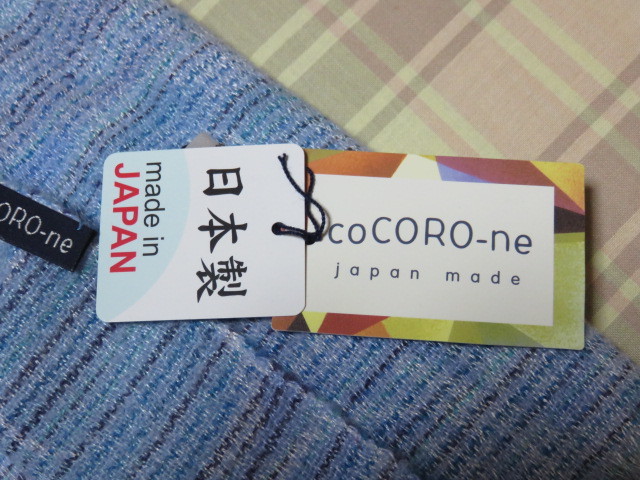 made in
JAPAN
日本製
coCORO-ne
japan made
ORO-ne